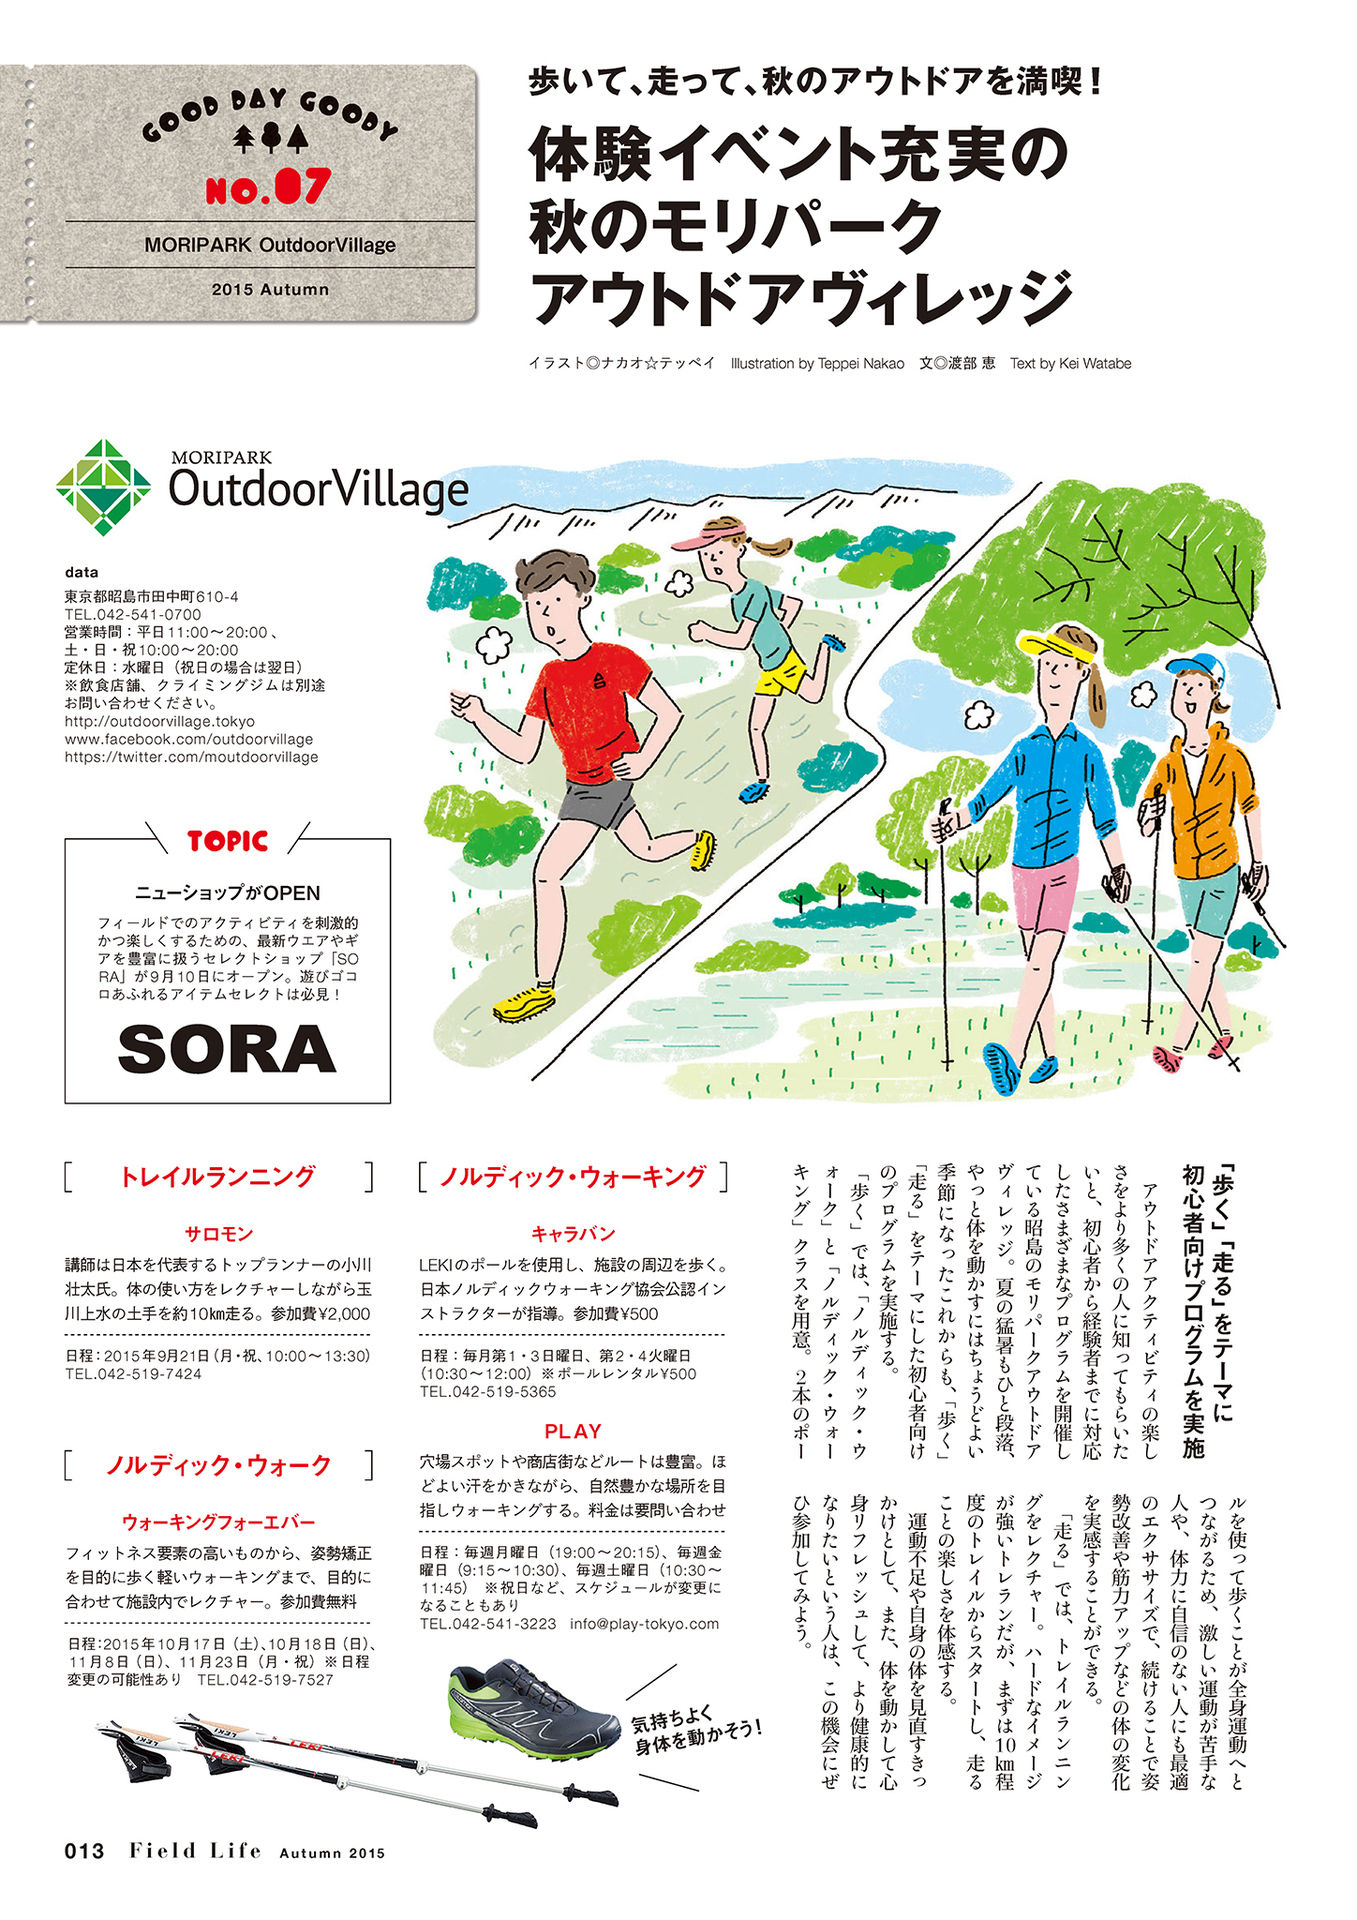 GOOD DAY GOODY
NO.07
MORIPARK OutdoorVillage
2015 Autumn
歩いて、走って、秋のアウトドアを満喫！
体験イベント充実の
秋のモリパーク
アウトドアヴィレッジ
イラスト◎ナカオ☆テッペイ　Illustration by Teppei Nakao　文◎渡部 恵　Text by Kei Watabe
MORIPARK
OutdoorVillage
data
東京都昭島市田中町610-4
TEL.042-541-0700
営業時間：平日11:00〜20:00 、
土・日・祝10:00〜20:00
定休日：水曜日（祝日の場合は翌日）
※飲食店舗、クライミングジムは別途
お問い合わせください。
http://outdoorvillage.tokyo
www.facebook.com/outdoorvillage
https://twitter.com/moutdoorvillage
TOPIC
ニューショップがOPEN
フィールドでのアクティビティを刺激的
かつ楽しくするための、最新ウエアやギ
アを豊富に扱うセレクトショップ「SO
RA」が9月10日にオープン。遊びゴコ
ロあふれるアイテムセレクトは必見！
SORA
「歩く」「走る」をテーマに
初心者向けプログラムを実施
アウトドアアクティビティの楽し
さをより多くの人に知ってもらいた
いと、初心者から経験者までに対応
したさまざまなプログラムを開催し
ている昭島のモリパークアウトドア
ヴィレッジ。夏の猛暑もひと段落、
やっと体を動かすにはちょうどよい
季節になったこれからも、「歩く」
「走る」をテーマにした初心者向け
のプログラムを実施する。
「歩く」では、「ノルディック・ウ
ォーク」と「ノルディック・ウォー
キング」クラスを用意。2本のポー
ルを使って歩くことが全身運動へと
つながるため、激しい運動が苦手な
人や、体力に自信のない人にも最適
のエクササイズで、続けることで姿
勢改善や筋力アップなどの体の変化
を実感することができる。
「走る」では、トレイルランニン
グをレクチャー。ハードなイメージ
が強いトレランだが、まずは10㎞程
度のトレイルからスタートし、走る
ことの楽しさを体感する。
運動不足や自身の体を見直すきっ
かけとして、また、体を動かして心
身リフレッシュして、より健康的に
なりたいという人は、この機会にぜ
ひ参加してみよう。
トレイルランニング
サロモン
講師は日本を代表するトップランナーの小川
壮太氏。体の使い方をレクチャーしながら玉
川上水の土手を約10㎞走る。参加費¥2,000
日程：2015年9月21日（月・祝、10:00〜13:30）
TEL.042-519-7424
ノルディック・ウォーク
ウォーキングフォーエバー
フィットネス要素の高いものから、姿勢矯正
を目的に歩く軽いウォーキングまで、目的に
合わせて施設内でレクチャー。参加費無料
日程：2015年10月17日（土）、10月18日（日）、
11月8日（日）、11月23日（月・祝）※日程
変更の可能性あり　TEL.042-519-7527
ノルディック・ウォーキング
キャラバン
LEKIのポールを使用し、施設の周辺を歩く。
日本ノルディックウォーキング協会公認イン
ストラクターが指導。参加費¥500
日程：毎月第1・3日曜日、第2・4火曜日
（10:30〜12:00）※ポールレンタル¥500
TEL.042-519-5365
PLAY
穴場スポットや商店街などルートは豊富。ほ
どよい汗をかきながら、自然豊かな場所を目
指しウォーキングする。料金は要問い合わせ
日程：毎週月曜日（19:00〜20:15）、毎週金
曜日（9:15〜10:30）、毎週土曜日（10:30〜
11:45）　※祝日など、スケジュールが変更に
なることもあり
TEL.042-541-3223　info@play-tokyo.com
気持ちよく
身体を動かそう！
LEKI
LEKI
LEKI
LEKI
013 Field Life Autumn 2015